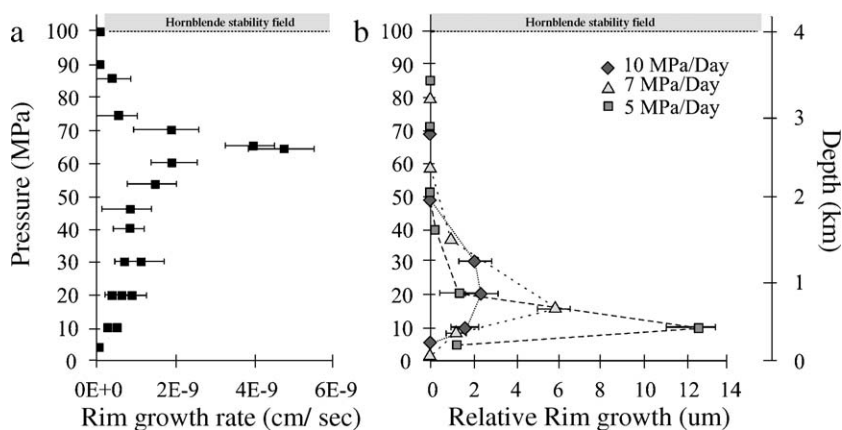 a
Hornblende stability field
100
90
80
70
60
50
40
30
20
10
0
Pressure (MPa)
0E+0
2E-9
4E-9
6E-9
Rim growth rate (cm/ sec)
b
Hornblende stability field
10 MPa/Day
7 MPa/Day
5 MPa/Day
100
90
80
70
60
50
40
30
20
10
0
0
2
4
6
8
10
12
14
Relative Rim growth (um)
4
3
2
1
0
Depth (km)